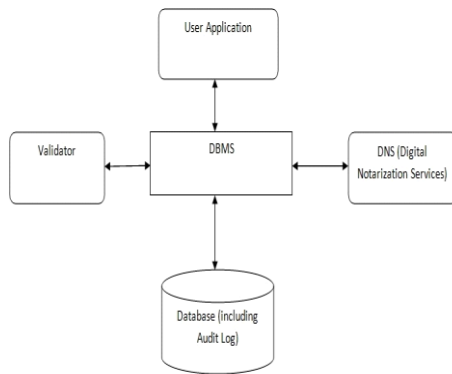 User Application
Validator
DBMS
DNS (Digital
Notarization Services)
Database (including
Audit Log)